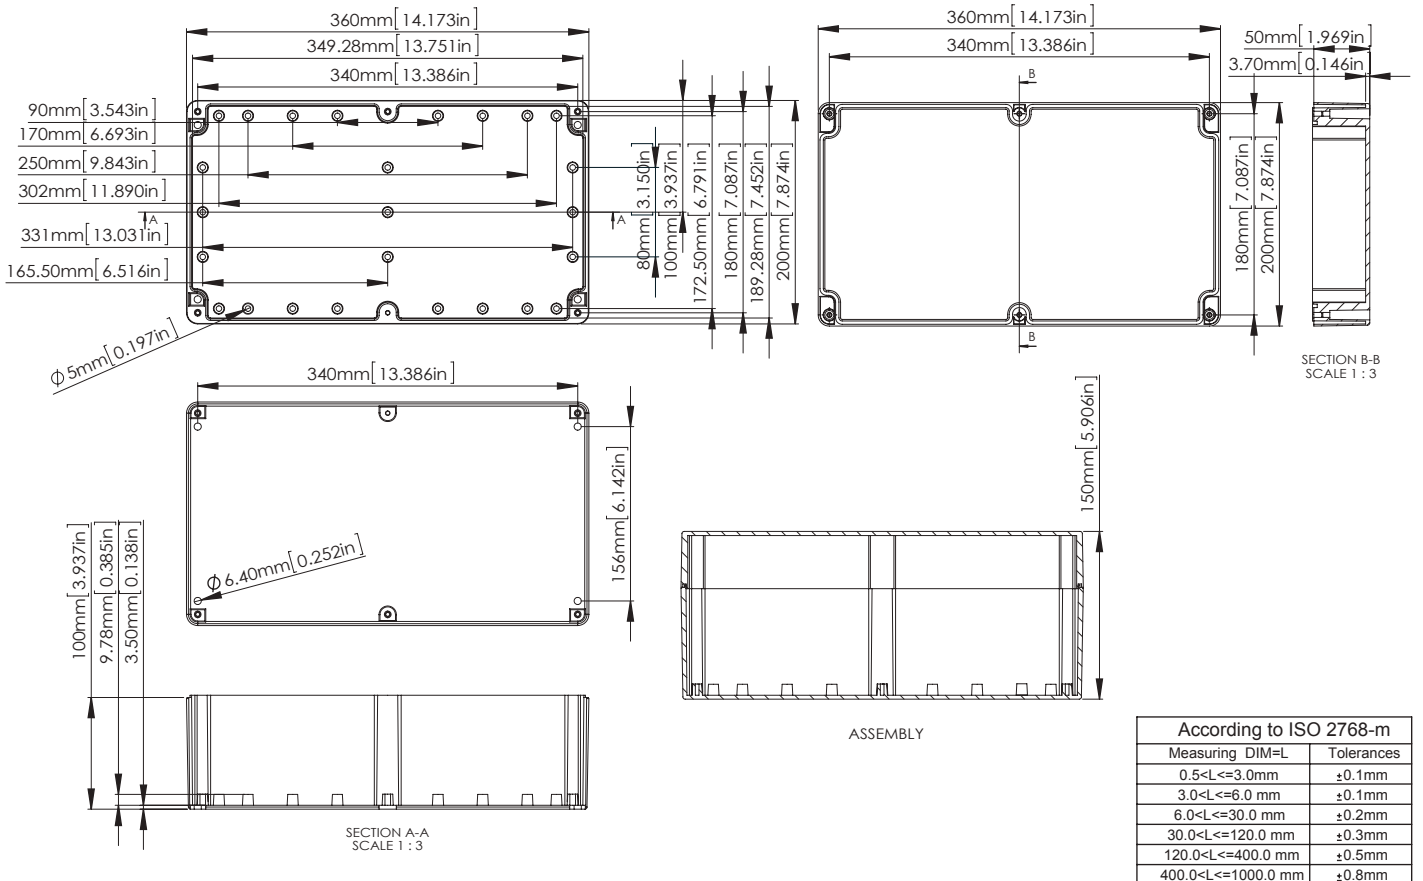 360mm[14.173in]
349.28mm[13.751in]
340mm[13.386in]
90mm[3.543in]
170mm[6.693in]
250mm[9.843in]
302mm[11.890in]
A
A
331mm[13.031in]
165.50mm[6.516in]
ϕ5mm[0.197in]
80mm[3.150in]
100mm[3.937in]
172.50mm[6.791in]
180mm[7.087in]
189.28mm[7.452in]
200mm[7.874in]
360mm[14.173in]
340mm[13.386in]
B
B
180mm[7.087in]
200mm[7.874in]
50mm[1.969in]
3.70mm[0.146in]
SECTION B-B
SCALE 1 : 3
340mm[13.386in]
156mm[6.142in]
ϕ6.40mm[0.252in]
100mm[3.937in]
9.78mm[0.385in]
3.50mm[0.138in]
SECTION A-A
SCALE 1 : 3
150mm[5.906in]
ASSEMBLY
According to ISO 2768-m
Measuring DIM=L Tolerances
0.5<L<=3.0mm ±0.1mm
3.0<L<=6.0 mm ±0.1mm
6.0<L<=30.0 mm ±0.2mm
30.0<L<=120.0 mm ±0.3mm
120.0<L<=400.0 mm ±0.5mm
400.0<L<=1000.0 mm ±0.8mm